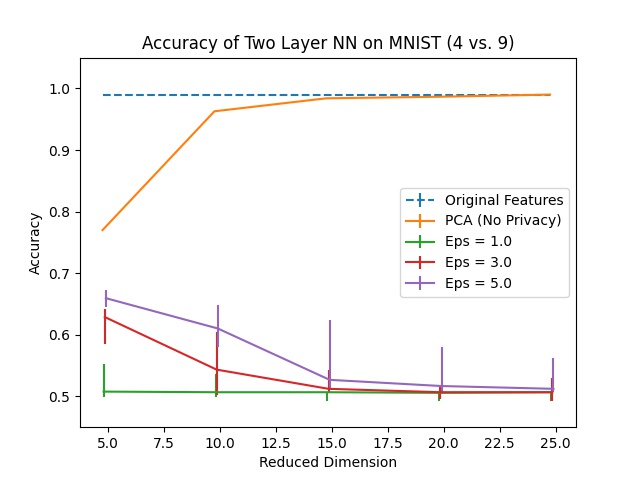 Accuracy of Two Layer NN on MNIST (4 vs. 9)
1.0
0.9
0.8
0.7
0.6
0.5
Accuracy
Original Features
PCA (No Privacy)
Eps = 1.0
Eps = 3.0
Eps = 5.0
5.0 7.5 10.0 12.5 15.0 17.5 20.0 22.5 25.0
Reduced Dimension